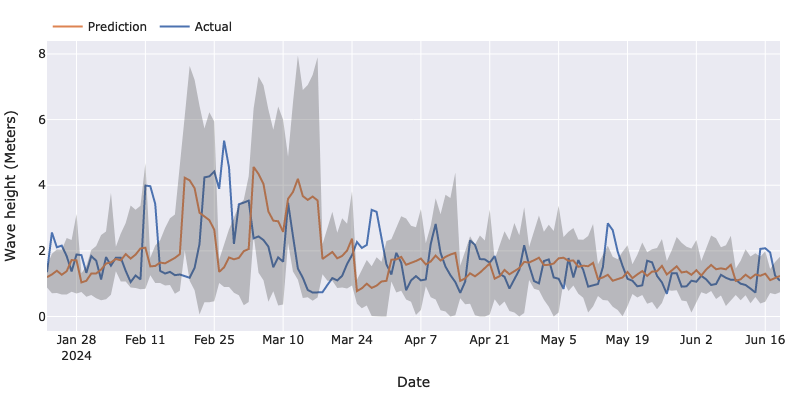 Prediction Actual
8
6
4
2
0
Wave height (Meters)
Jan 28 Feb 11 Feb 25 Mar 10 Mar 24 Apr 7 Apr 21 May 5 May 19 Jun 2 Jun 16
2024
Date